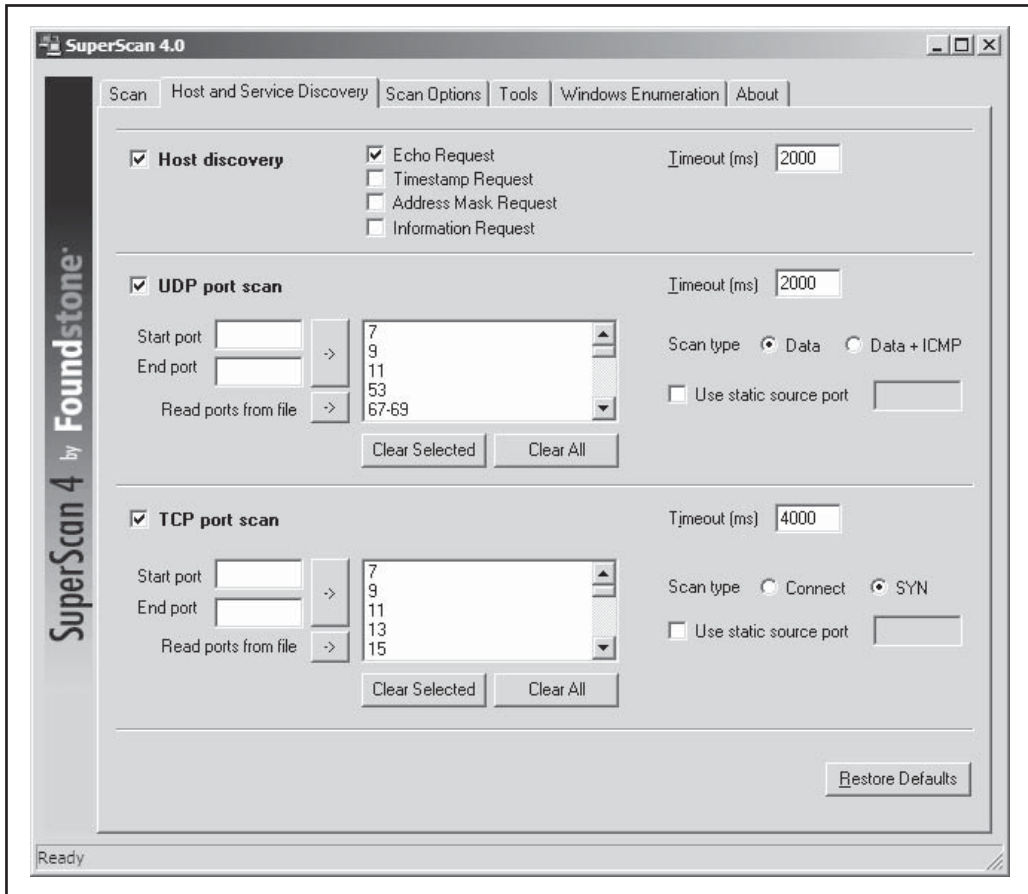 SuperScan 4.0
Scan Host and Service Discovery Scan Options Tools Windows Enumeration About
Host discovery
Echo Request
Timestamp Request
Address Mask Request
Information Request
Timeout (ms) 2000
UDP port scan
Timeout (ms) 2000
Start port
End port
->
Read ports from file ->
7
9
11
53
67-69
Clear Selected Clear All
Scan type Data Data + ICMP
Use static source port
TCP port scan
Timeout (ms) 4000
Start port
End port
->
Read ports from file ->
7
9
11
13
15
Clear Selected Clear All
Scan type Connect SYN
Use static source port
Restore Defaults
SuperScan 4 by Foundstone
Ready